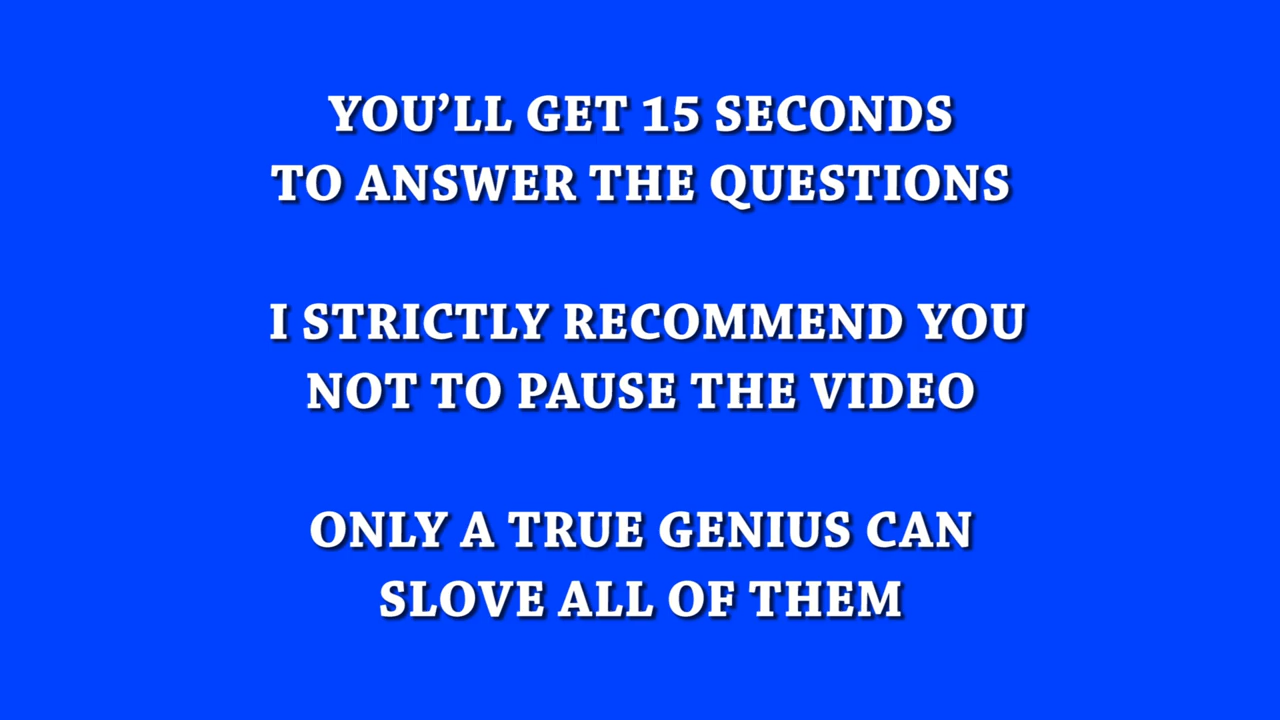 YOU’LL GET 15 SECONDS
TO ANSWER THE QUESTIONS
I STRICTLY RECOMMEND YOU
NOT TO PAUSE THE VIDEO
ONLY A TRUE GENIUS CAN
SLOVE ALL OF THEM